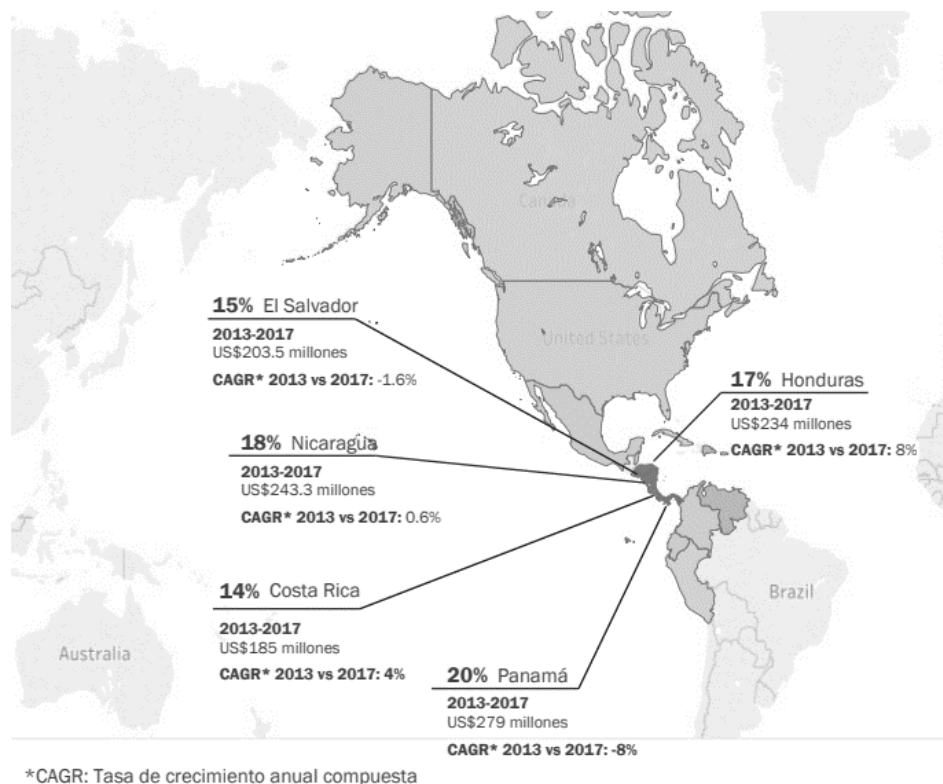 Canada
United States
15% El Salvador
2013-2017
US$203.5 millones
CAGR* 2013 vs 2017: -1.6%
17% Honduras
2013-2017
US$234 millones
CAGR* 2013 vs 2017: 8%
18% Nicaragua
2013-2017
US$243.3 millones
CAGR* 2013 vs 2017: 0.6%
14% Costa Rica
2013-2017
US$185 millones
CAGR* 2013 vs 2017: 4%
Brazil
Australia
20% Panamá
2013-2017
US$279 millones
CAGR* 2013 vs 2017: -8%
*CAGR: Tasa de crecimiento anual compuesta